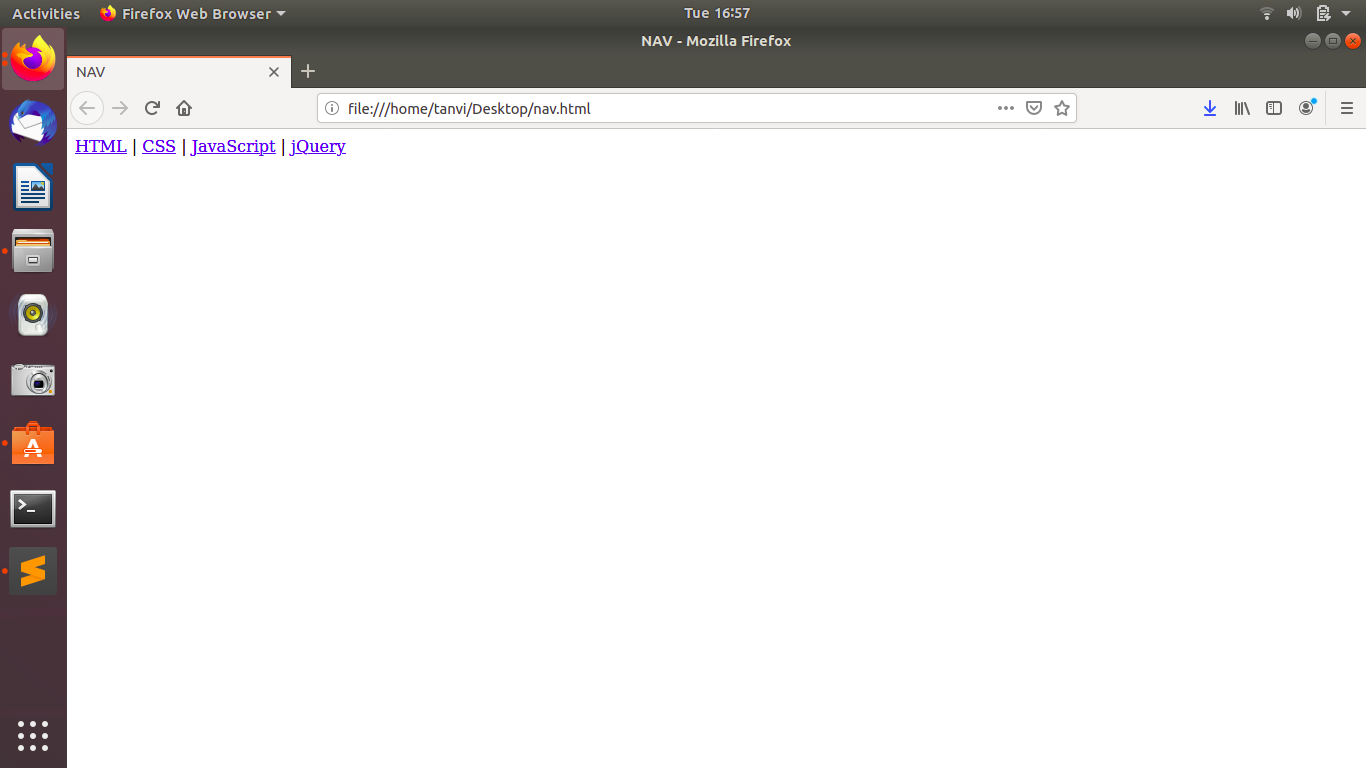 Activities Firefox Web Browser Tue 16:57
NAV - Mozilla Firefox
NAV
file:///home/tanvi/Desktop/nav.html
HTML | CSS | JavaScript | jQuery